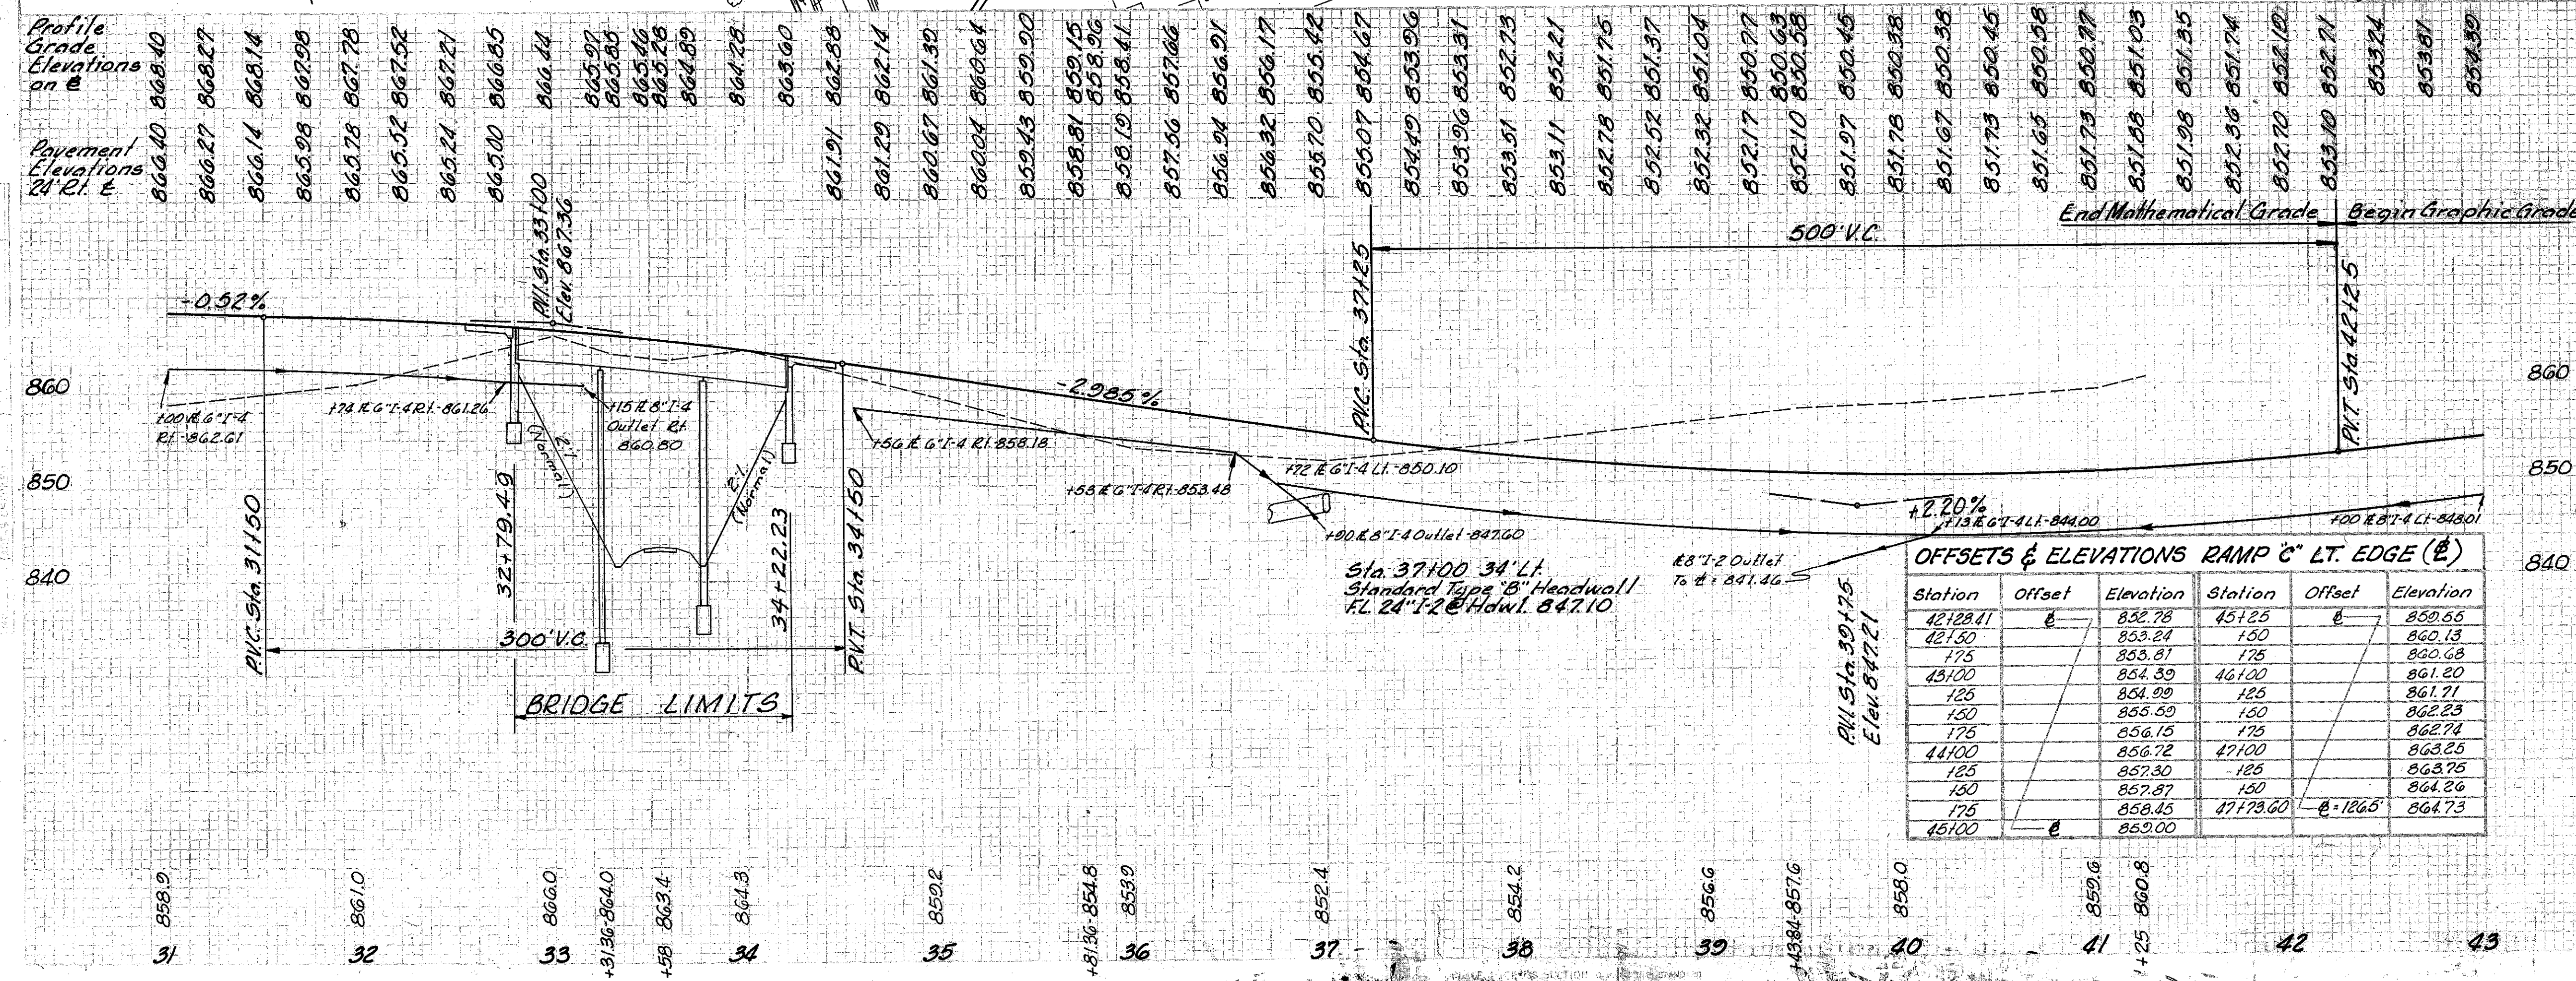 Profile
Grade
Elevations
on ⅊
868.40 868.27 868.14 867.98 867.78 867.52 867.21 866.85 866.44 865.97 865.85 865.46 865.28 864.89 864.28 863.60 862.88 862.14 861.39 860.64 859.90 859.15 858.96 858.41 857.66 856.91 856.17 855.42 854.67 853.96 853.31 852.73 852.21 851.75 851.37 851.04 850.77 850.63 850.58 850.45 850.38 850.38 850.45 850.58 850.77 851.03 851.35 851.74 852.19 852.71 853.24 853.81 854.39
Pavement
Elevations
24' Rt. ⅊
866.40 866.27 866.14 865.98 865.78 865.52 865.24 865.00 861.91 861.29 860.67 860.04 859.43 858.81 858.19 857.56 856.94 856.32 855.70 855.07 854.49 853.96 853.51 853.11 852.78 852.52 852.32 852.17 852.10 851.97 851.78 851.67 851.73 851.65 851.73 851.88 851.98 852.36 852.70 853.10
End Mathematical Grade
Begin Graphic Grade
500' V.C.
P.V.I. Sta. 33+00
Elev. 867.36
P.V.C. Sta. 37+25
P.V.T. Sta. 42+25
-0.52%
-2.985%
+2.20%
860
860
850
850
840
840
+00 ⅊ 6" I-4
Rt.-862.61
+74 ⅊ 6" I-4 Rt.-861.26
+15 ⅊ 8" I-4
Outlet Rt.
860.80
+56 ⅊ 6" I-4 Rt.-858.18
+53 ⅊ 6" I-4 Rt.-853.48
+72 ⅊ 6" I-4 Lt.-850.10
+90 ⅊ 8" I-4 Outlet-847.60
Sta. 37+00 34' Lt.
Standard Type "B" Headwall
F.L. 24" I-2 @ Hdwl. 847.10
⅊ 8" I-2 Outlet
To ⅊ = 841.46
+13 ⅊ 6" I-4 Lt.-844.00
+00 ⅊ 8" I-4 Lt.-848.01
2:1
(Normal)
2:1
(Normal)
P.V.C. Sta. 31+50
32+79.49
34+22.23
P.V.T. Sta. 34+50
300' V.C.
BRIDGE LIMITS
P.V.I. Sta. 39+75
Elev. 847.21
OFFSETS & ELEVATIONS RAMP "C" LT. EDGE (⅊)
Station Offset Elevation Station Offset Elevation
42+28.41 ⅊ 852.78 45+25 ⅊ 859.55
42+50 853.24 +50 860.13
+75 853.81 +75 860.68
43+00 854.39 46+00 861.20
+25 854.99 +25 861.71
+50 855.59 +50 862.23
+75 856.15 +75 862.74
44+00 856.72 47+00 863.25
+25 857.30 +25 863.75
+50 857.87 +50 864.26
+75 858.45 47+73.60 ⅊=126.5' 864.73
45+00 ⅊ 859.00
858.9 861.0 866.0 +31.36-864.0 +58 863.4 864.3 859.2 +81.36-854.8 853.9 852.4 854.2 856.6 +43.84-857.6 858.0 859.6 +25 860.8
31 32 33 34 35 36 37 38 39 40 41 42 43